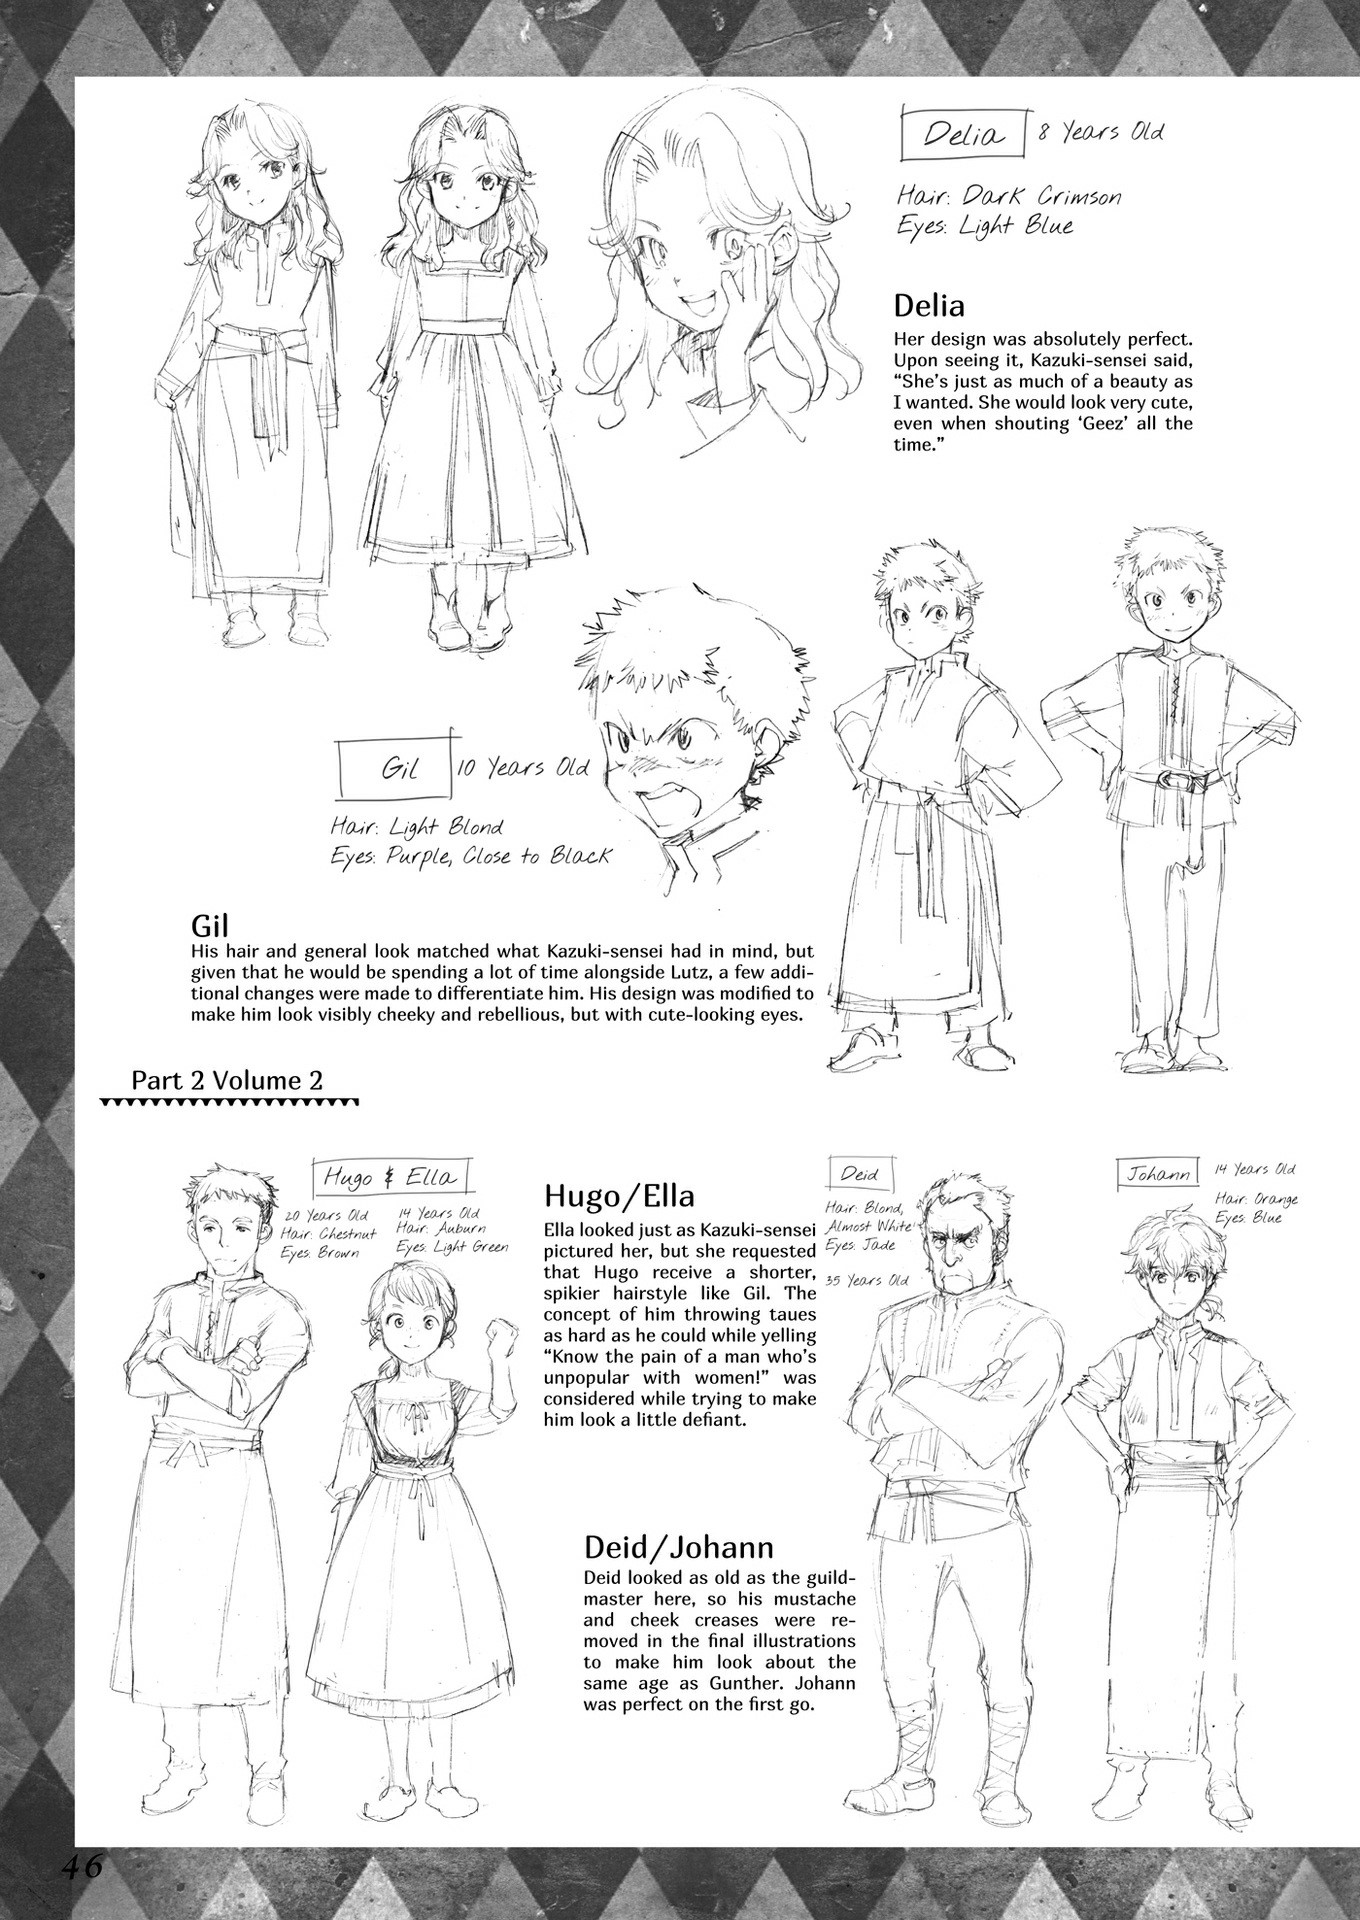 Delia 8 Years Old
Hair: Dark Crimson
Eyes: Light Blue
Delia
Her design was absolutely perfect.
Upon seeing it, Kazuki-sensei said,
“She’s just as much of a beauty as
I wanted. She would look very cute,
even when shouting ‘Geez’ all the
time.”
Gil 10 Years Old
Hair: Light Blond
Eyes: Purple, Close to Black
Gil
His hair and general look matched what Kazuki-sensei had in mind, but
given that he would be spending a lot of time alongside Lutz, a few addi-
tional changes were made to differentiate him. His design was modified to
make him look visibly cheeky and rebellious, but with cute-looking eyes.
Part 2 Volume 2
Hugo & Ella
20 Years Old
Hair: Chestnut
Eyes: Brown
14 Years Old
Hair: Auburn
Eyes: Light Green
Hugo/Ella
Ella looked just as Kazuki-sensei
pictured her, but she requested
that Hugo receive a shorter,
spikier hairstyle like Gil. The
concept of him throwing taues
as hard as he could while yelling
“Know the pain of a man who’s
unpopular with women!” was
considered while trying to make
him look a little defiant.
Deid
Hair: Blond,
Almost White
Eyes: Jade
35 Years Old
Johann 14 Years Old
Hair: Orange
Eyes: Blue
Deid/Johann
Deid looked as old as the guild-
master here, so his mustache
and cheek creases were re-
moved in the final illustrations
to make him look about the
same age as Gunther. Johann
was perfect on the first go.
46